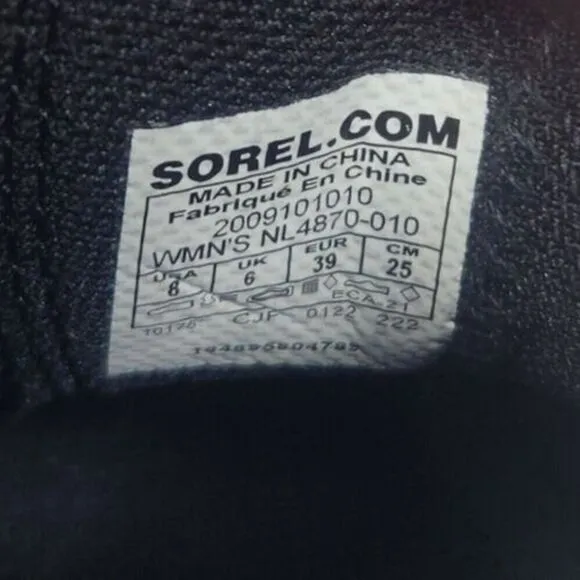 SOREL.COM
MADE IN CHINA
Fabriqué En Chine
2009101010
WMN'S NL4870-010
USA UK EUR CM
8 6 39 25
ECA-21
CJF 0122 222